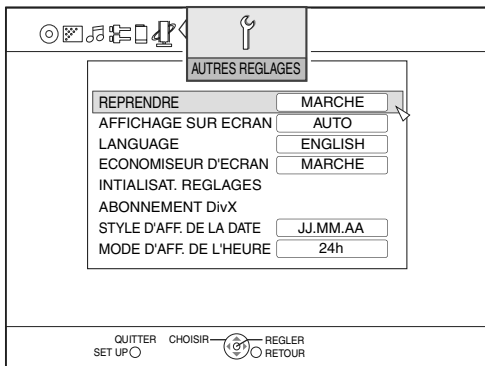 AUTRES REGLAGES
REPRENDRE MARCHE
AFFICHAGE SUR ECRAN AUTO
LANGUAGE ENGLISH
ECONOMISEUR D'ECRAN MARCHE
INTIALISAT. REGLAGES
ABONNEMENT DivX
STYLE D'AFF. DE LA DATE JJ.MM.AA
MODE D'AFF. DE L'HEURE 24h
QUITTER CHOISIR REGLER
SET UP RETOUR